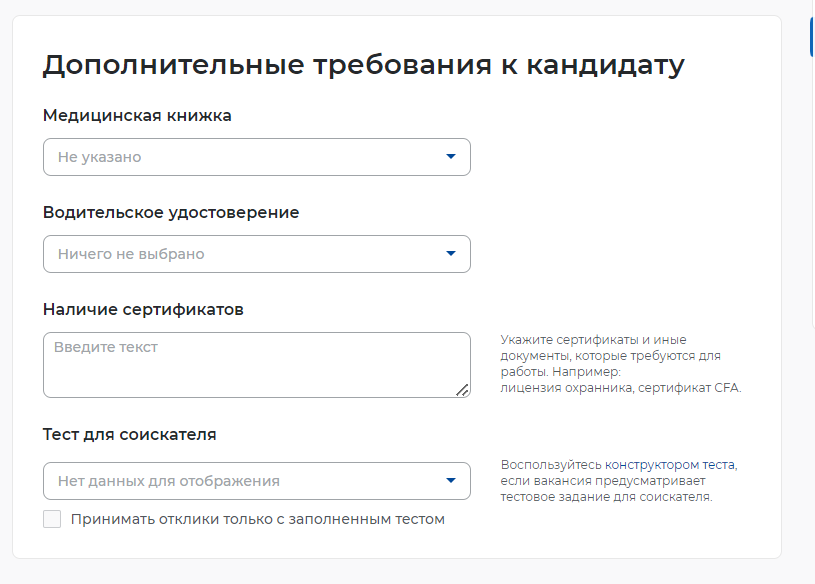 Дополнительные требования к кандидату
Медицинская книжка
Не указано
Водительское удостоверение
Ничего не выбрано
Наличие сертификатов
Введите текст
Укажите сертификаты и иные
документы, которые требуются для
работы. Например:
лицензия охранника, сертификат CFA.
Тест для соискателя
Нет данных для отображения
Воспользуйтесь конструктором теста,
если вакансия предусматривает
тестовое задание для соискателя.
Принимать отклики только с заполненным тестом